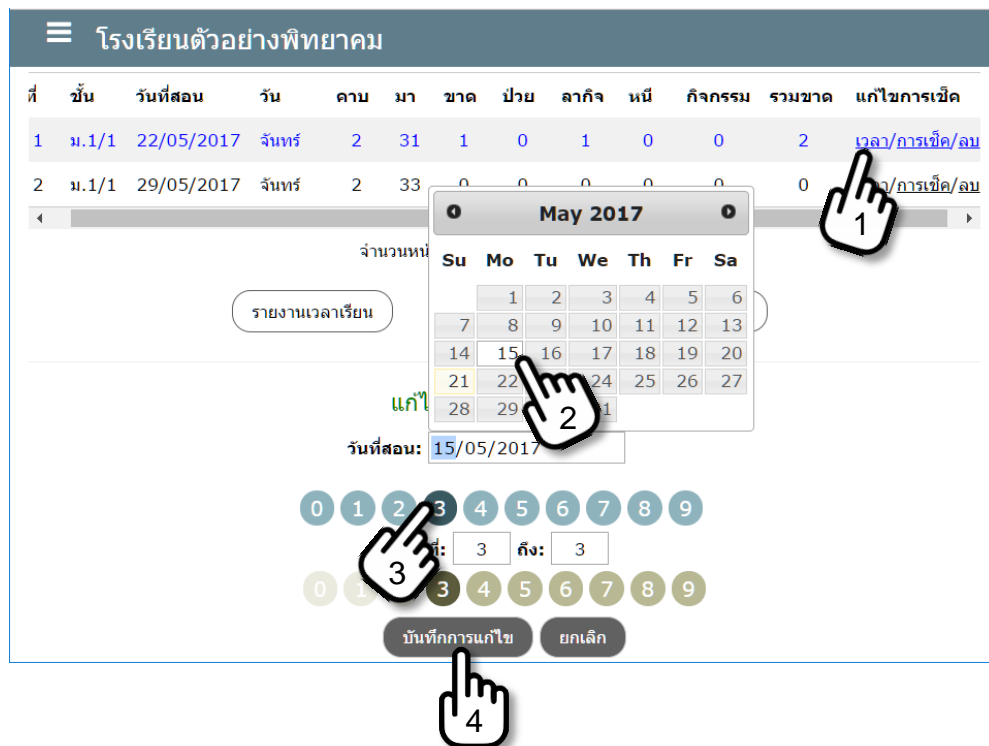 โรงเรียนตัวอย่างพิทยาคม
ที่ ชั้น วันที่สอน วัน คาบ มา ขาด ป่วย ลากิจ หนี กิจกรรม รวมขาด แก้ไขการเช็ค
1 ม.1/1 22/05/2017 จันทร์ 2 31 1 0 1 0 0 2 เวลา/การเช็ค/ลบ
2 ม.1/1 29/05/2017 จันทร์ 2 33 0 0 0 0 0 0 /การเช็ค/ลบ
1
May 2017
จำนวนหน่
Su Mo Tu We Th Fr Sa
1 2 3 4 5 6
รายงานเวลาเรียน
7 8 9 10 11 12 13
14 15 16 17 18 19 20
21 22 24 25 26 27
28 29
2
แก้ไ
วันที่สอน: 15/05/2017
0 1 2 3 4 5 6 7 8 9
3 ถึง: 3
3
0 1 3 4 5 6 7 8 9
บันทึกการแก้ไข ยกเลิก
4